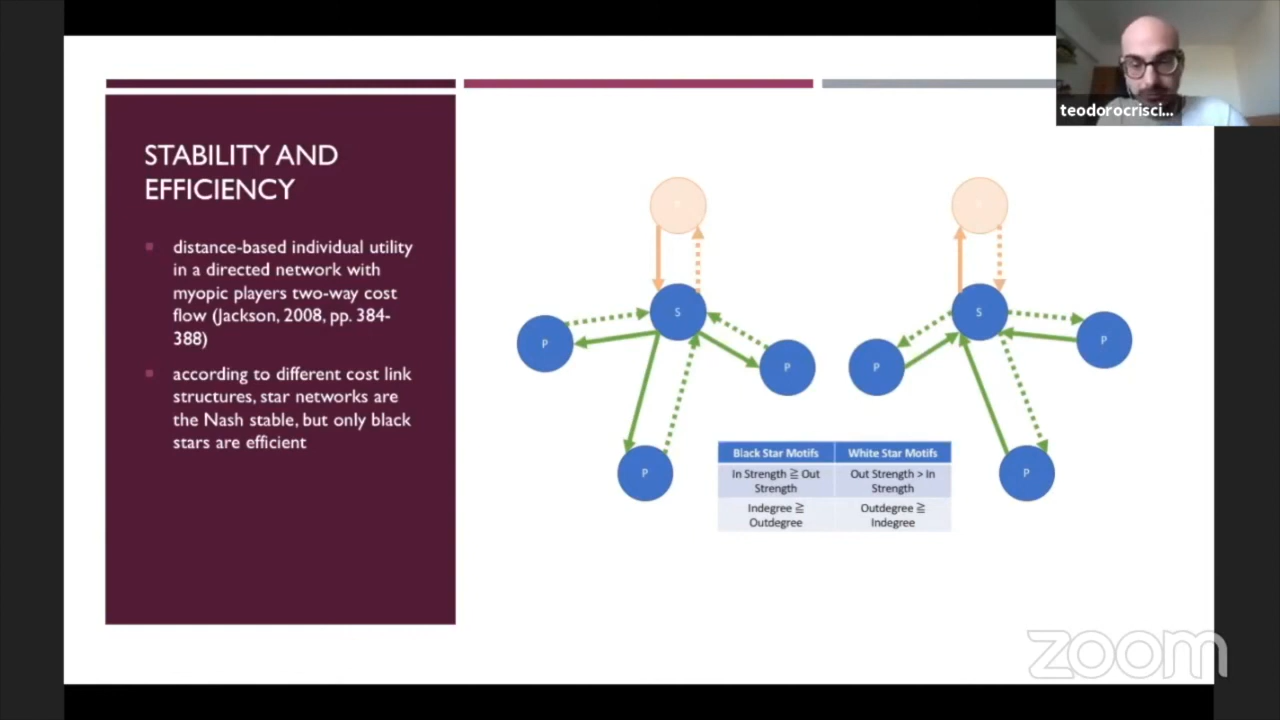 teodorocrisci...
STABILITY AND
EFFICIENCY
distance-based individual utility
in a directed network with
myopic players two-way cost
flow (Jackson, 2008, pp. 384-
388)
according to different cost link
structures, star networks are
the Nash stable, but only black
stars are efficient
S
P
P
P
S
P
P
P
Black Star Motifs White Star Motifs
In Strength ≧ Out
Strength
Out Strength > In
Strength
Indegree ≧
Outdegree
Outdegree ≧
Indegree
zoom